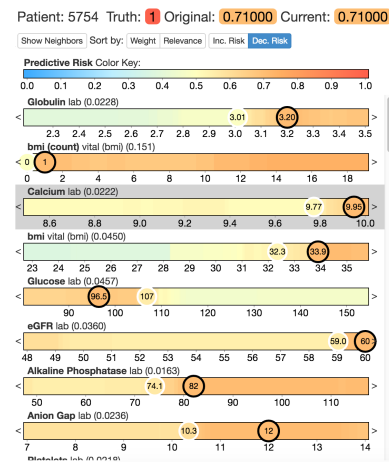 Patient: 5754 Truth: 1 Original: 0.71000 Current: 0.71000
Show Neighbors Sort by: Weight Relevance Inc. Risk Dec. Risk
Predictive Risk Color Key:
0.0 0.1 0.2 0.3 0.4 0.5 0.6 0.7 0.8 0.9 1.0
Globulin lab (0.0228)
< 3.01 3.20 >
2.3 2.4 2.5 2.6 2.7 2.8 2.9 3.0 3.1 3.2 3.3 3.4 3.5
bmi (count) vital (bmi) (0.151)
< 0 1 >
0 2 4 6 8 10 12 14 16 18
Calcium lab (0.0222)
< 9.77 9.95 >
8.6 8.8 9.0 9.2 9.4 9.6 9.8 10.0
bmi vital (bmi) (0.0450)
< 32.3 33.9 >
23 24 25 26 27 28 29 30 31 32 33 34 35
Glucose lab (0.0457)
< 96.5 107 >
90 100 110 120 130 140 150
eGFR lab (0.0360)
< 59.0 60 >
48 49 50 51 52 53 54 55 56 57 58 59 60
Alkaline Phosphatase lab (0.0163)
< 74.1 82 >
50 60 70 80 90 100 110
Anion Gap lab (0.0236)
< 10.3 12 >
7 8 9 10 11 12 13 14
Platelets lab (0.0218)